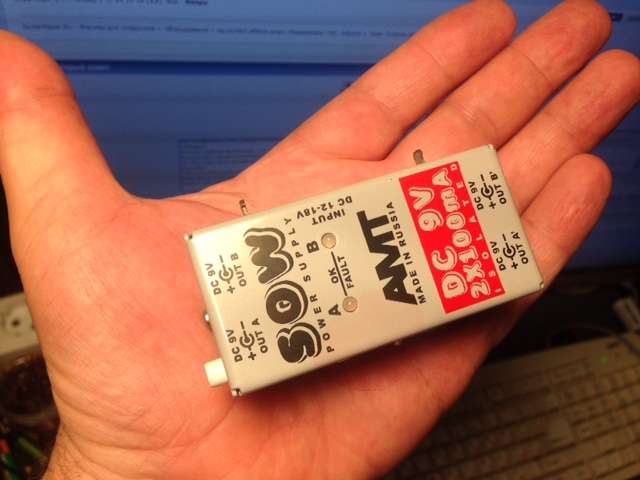 SOW
POWER SUPPLY
A OK B
FAULT
INPUT
DC 12-18V
AMT
MADE IN RUSSIA
DC 9V
2X100mA
ISOLATED
DC 9V
OUT B
DC 9V
OUT A
DC 9V
OUT B'
DC 9V
OUT A'